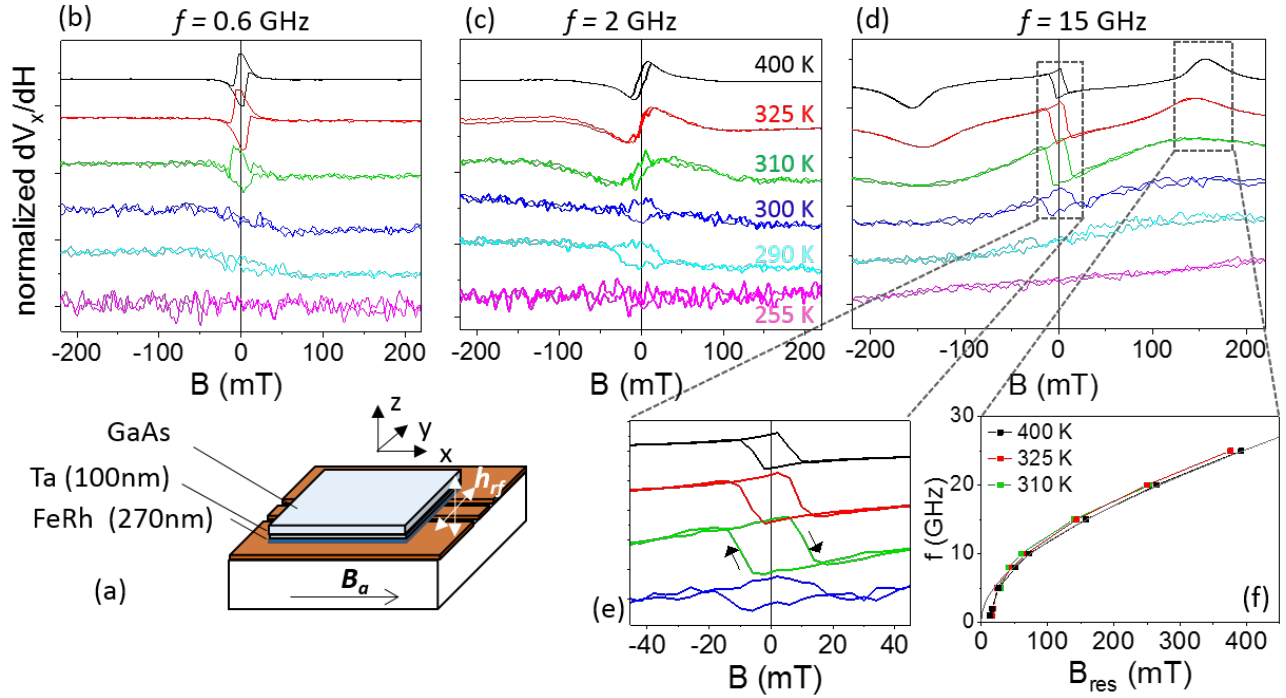 (b) f = 0.6 GHz
(c) f = 2 GHz
(d) f = 15 GHz
normalized dVx/dH
400 K
325 K
310 K
300 K
290 K
255 K
-200 -100 0 100 200
-200 -100 0 100 200
-200 -100 0 100 200
B (mT)
B (mT)
B (mT)
GaAs
Ta (100nm)
FeRh (270nm)
z
y
x
hrf
Ba
(a)
(e)
-40 -20 0 20 40
B (mT)
f (GHz)
30
20
10
0
400 K
325 K
310 K
(f)
0 100 200 300 400
Bres (mT)